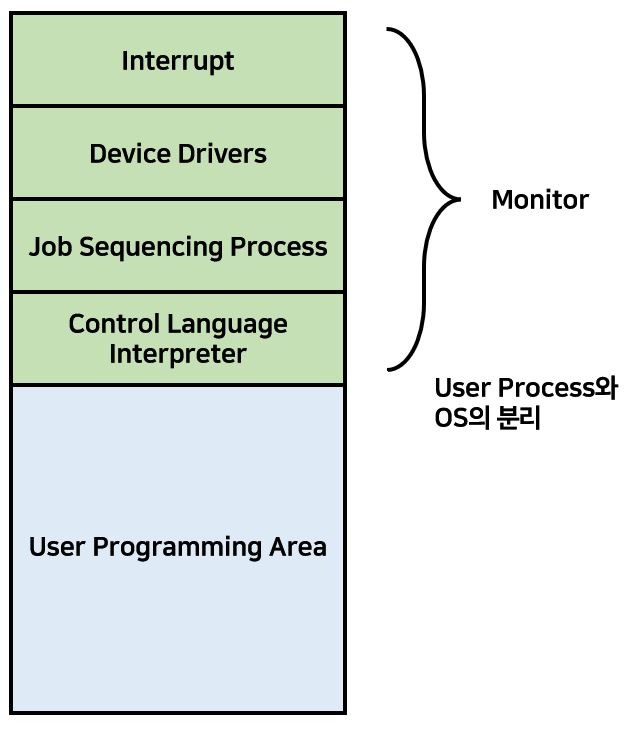 Interrupt
Device Drivers
Job Sequencing Process
Control Language
Interpreter
User Programming Area
Monitor
User Process와
OS의 분리